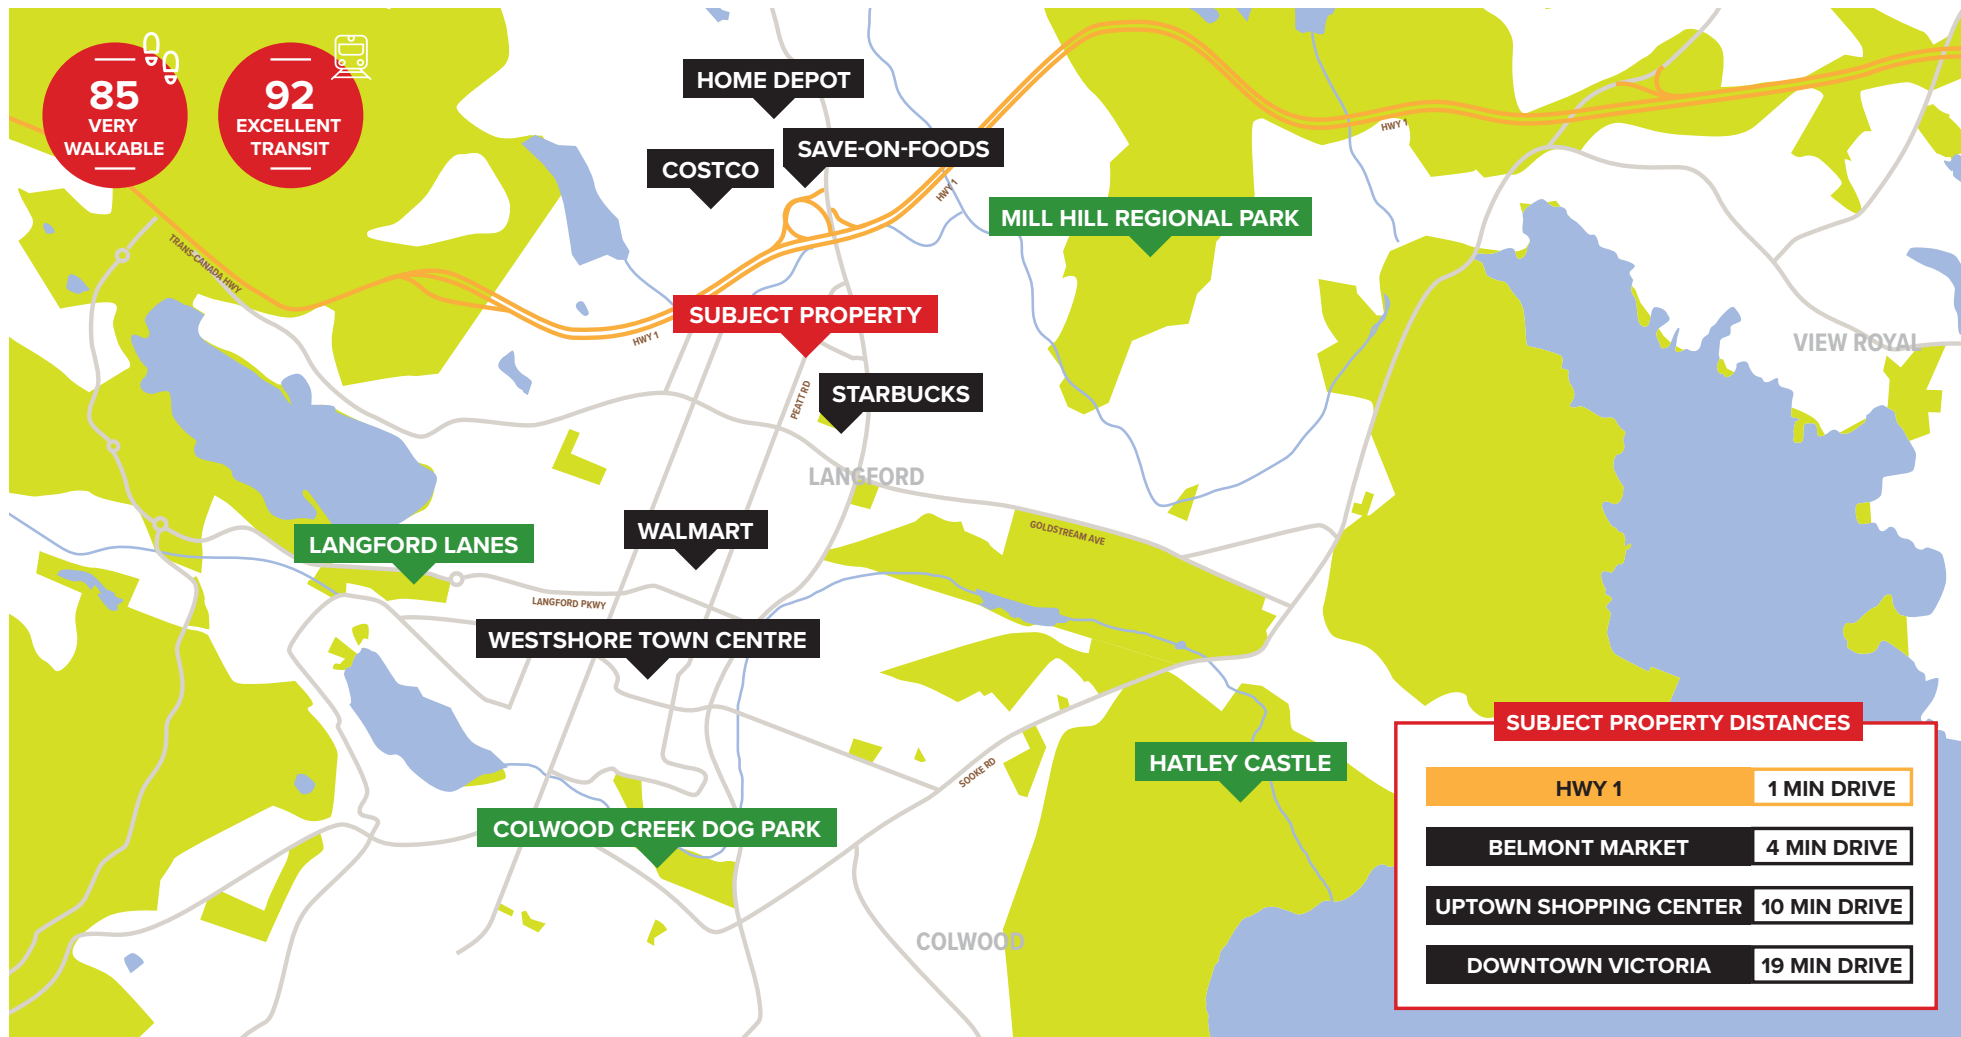 85
VERY
WALKABLE
92
EXCELLENT
TRANSIT
HOME DEPOT
SAVE-ON-FOODS
COSTCO
HWY 1
HWY 1
MILL HILL REGIONAL PARK
TRANS-CANADA HWY
SUBJECT PROPERTY
HWY 1
VIEW ROYAL
PEATT RD
STARBUCKS
LANGFORD
WALMART
GOLDSTREAM AVE
LANGFORD LANES
LANGFORD PKWY
WESTSHORE TOWN CENTRE
SOOKE RD
HATLEY CASTLE
COLWOOD CREEK DOG PARK
COLWOOD
SUBJECT PROPERTY DISTANCES
HWY 1 1 MIN DRIVE
BELMONT MARKET 4 MIN DRIVE
UPTOWN SHOPPING CENTER 10 MIN DRIVE
DOWNTOWN VICTORIA 19 MIN DRIVE